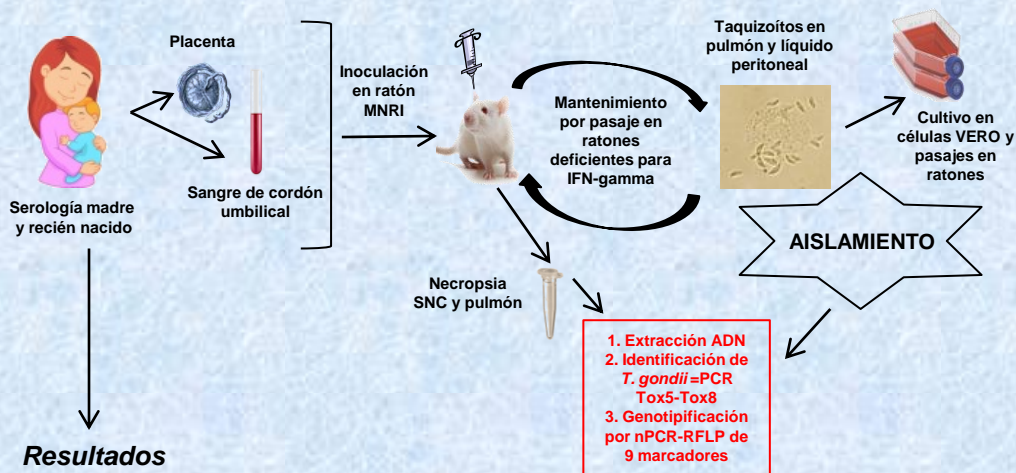 Placenta
Sangre de cordón
umbilical
Serología madre
y recién nacido
Inoculación
en ratón
MNRI
Mantenimiento
por pasaje en
ratones
deficientes para
IFN-gamma
Taquizoítos en
pulmón y líquido
peritoneal
Cultivo en
células VERO y
pasajes en
ratones
AISLAMIENTO
Necropsia
SNC y pulmón
1. Extracción ADN
2. Identificación de
T. gondii=PCR
Tox5-Tox8
3. Genotipificación
por nPCR-RFLP de
9 marcadores
Resultados